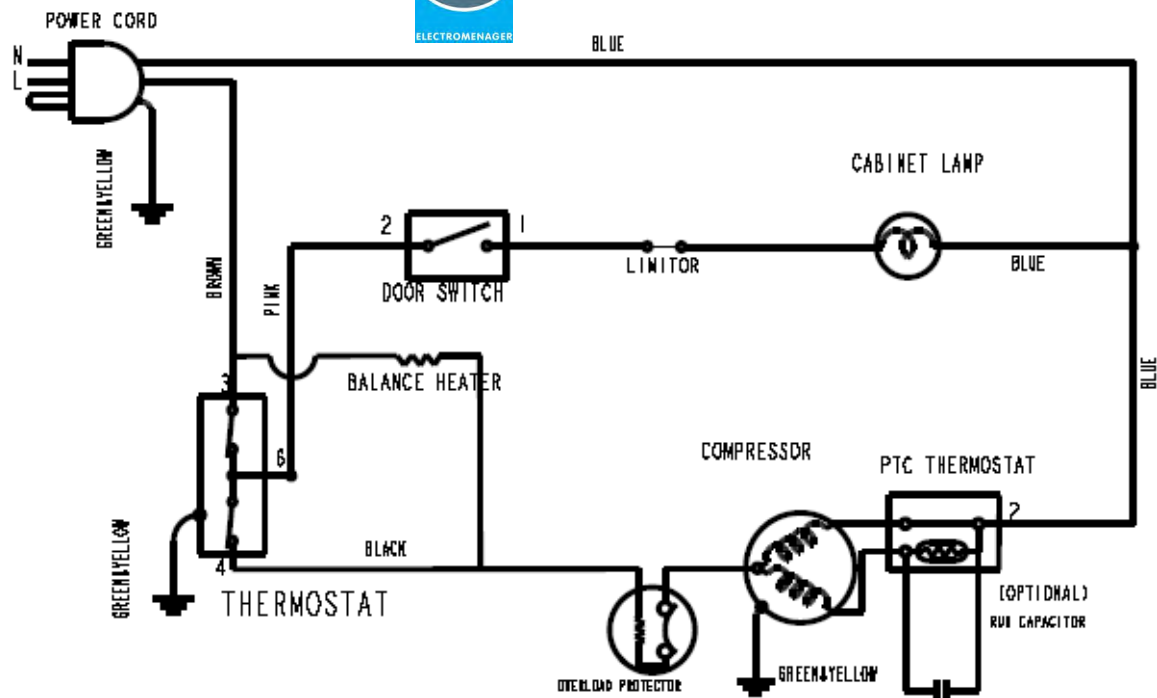 ELECTROMENAGER
POWER CORD
BLUE
N
L
GREEN&YELLOW
CABINET LAMP
2
1
LIMITOR
BLUE
DOOR SWITCH
BROWN
PINK
BALANCE HEATER
3
BLUE
6
COMPRESSOR
PTC THERMOSTAT
2
GREEN&YELLOW
BLACK
4
THERMOSTAT
(OPTIONAL)
RUN CAPACITOR
OVERLOAD PROTECTOR
GREEN&YELLOW